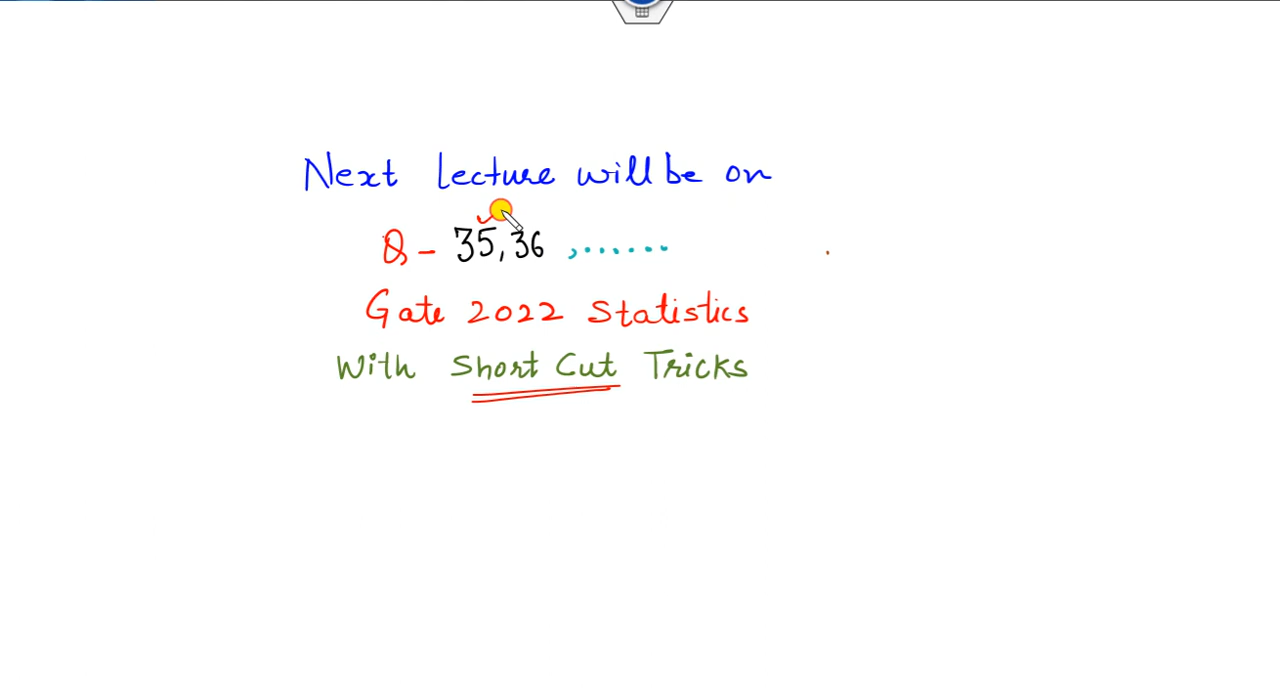 Next lecture will be on
Q - 35, 36 , .......
Gate 2022 Statistics
With Short Cut Tricks